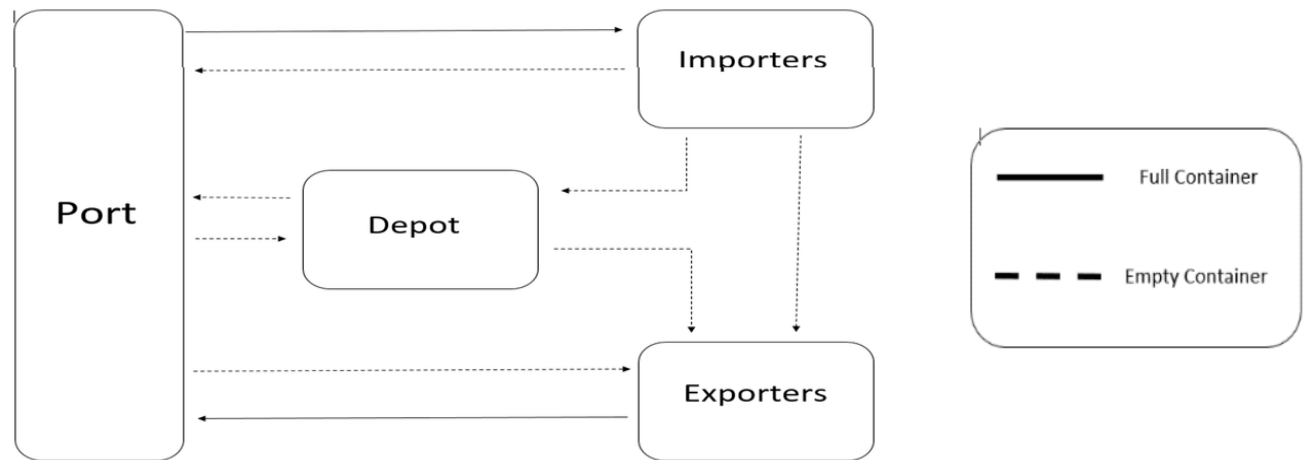 Importers
Port
Depot
Exporters
Full Container
Empty Container